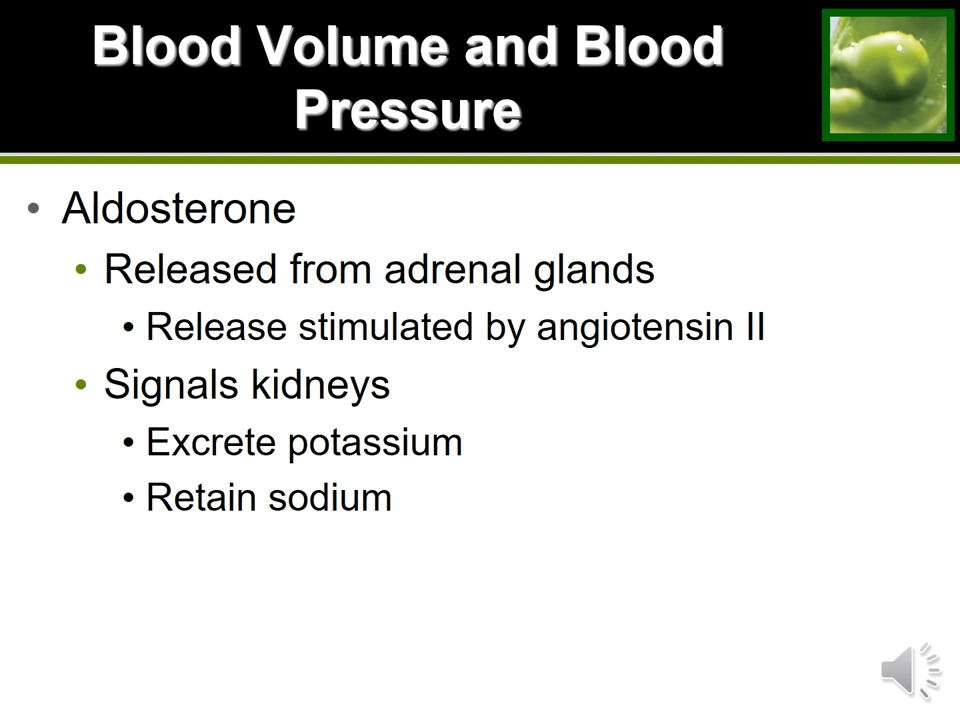 Blood Volume and Blood
Pressure
• Aldosterone
• Released from adrenal glands
• Release stimulated by angiotensin II
• Signals kidneys
• Excrete potassium
• Retain sodium